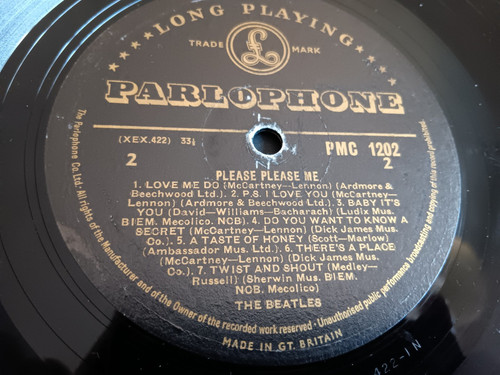 LONG PLAYING
TRADE MARK
£
PARLOPHONE
(XEX.422) 33⅓
PMC 1202
2
2
PLEASE PLEASE ME
1. LOVE ME DO (McCartney—Lennon) (Ardmore &
Beechwood Ltd.) 2. P.S. I LOVE YOU (McCartney—
Lennon) (Ardmore & Beechwood Ltd.) 3. BABY IT'S
YOU (David—Williams—Bacharach) (Ludix Mus.
BIEM. Mecolico. NCB) 4. DO YOU WANT TO KNOW A
SECRET (McCartney—Lennon) (Dick James Mus.
Co.). 5. A TASTE OF HONEY (Scott—Marlow)
(Ambassador Mus. Ltd.) 6. THERE'S A PLACE
(McCartney—Lennon) (Dick James Mus.
Co.) 7. TWIST AND SHOUT (Medley—
Russell) (Sherwin Mus. BIEM.
NCB. Mecolico)
THE BEATLES
The Parlophone Co. Ltd. All rights of the Manufacturer and of the Owner of the recorded work reserved · Unauthorised public performance broadcasting and copying of this record prohibited.
MADE IN GT. BRITAIN
422-1N